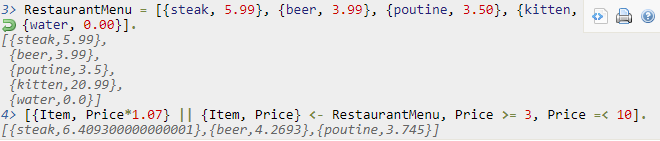 3> RestaurantMenu = [{steak, 5.99}, {beer, 3.99}, {poutine, 3.50}, {kitten,
{water, 0.00}].
[{steak,5.99},
{beer,3.99},
{poutine,3.5},
{kitten,20.99},
{water,0.0}]
4> [{Item, Price*1.07} || {Item, Price} <- RestaurantMenu, Price >= 3, Price =< 10].
[{steak,6.409300000000001},{beer,4.2693},{poutine,3.745}]